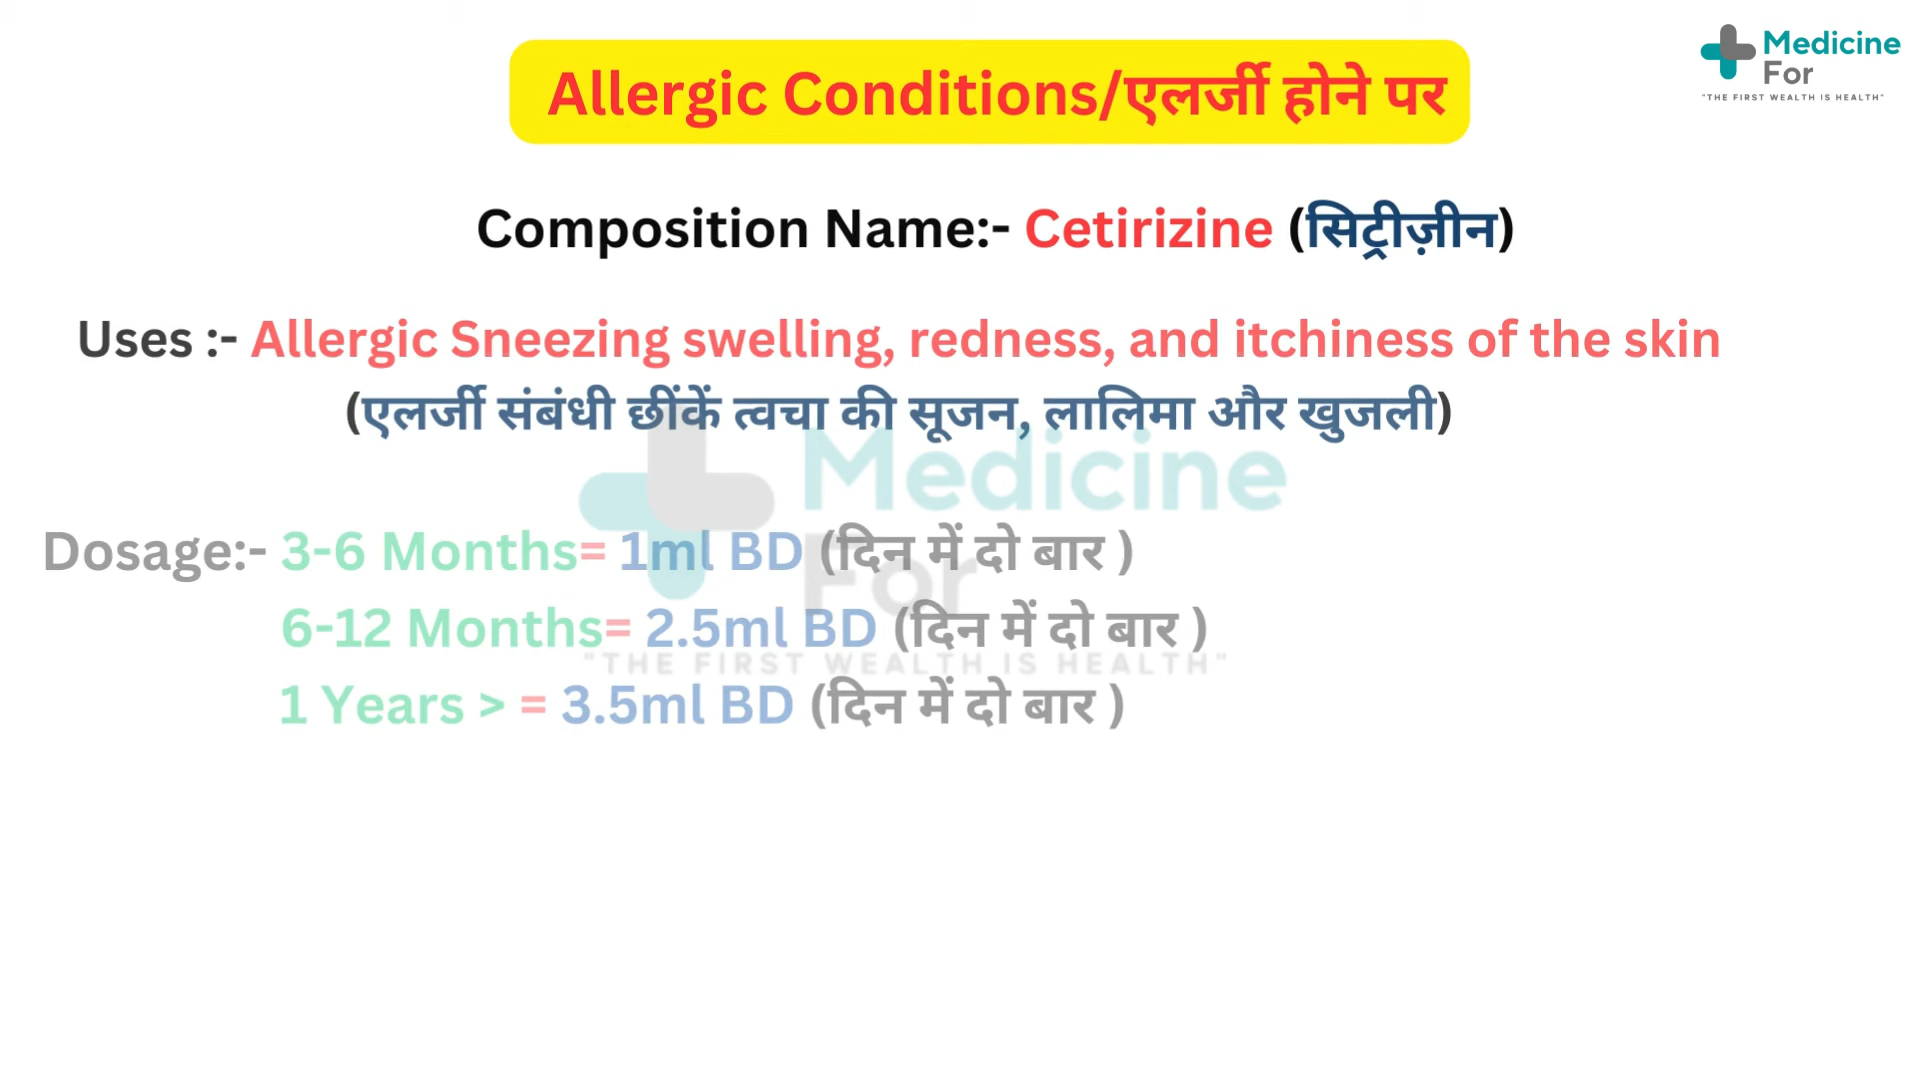 Medicine
For
"THE FIRST WEALTH IS HEALTH"
Allergic Conditions/एलर्जी होने पर
Composition Name:- Cetirizine (सिट्रीज़ीन)
Uses :- Allergic Sneezing swelling, redness, and itchiness of the skin
(एलर्जी संबंधी छींकें त्वचा की सूजन, लालिमा और खुजली)
Medicine
For
"THE FIRST WEALTH IS HEALTH"
Dosage:- 3-6 Months= 1ml BD (दिन में दो बार )
6-12 Months= 2.5ml BD (दिन में दो बार )
1 Years > = 3.5ml BD (दिन में दो बार )